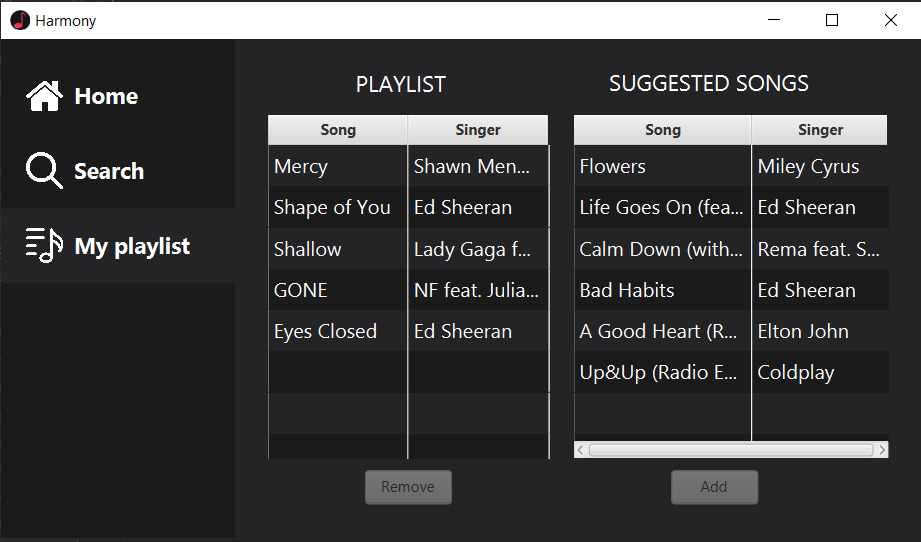 Harmony
Home
Search
My playlist
PLAYLIST
Song Singer
Mercy Shawn Men...
Shape of You Ed Sheeran
Shallow Lady Gaga f...
GONE NF feat. Julia...
Eyes Closed Ed Sheeran
Remove
SUGGESTED SONGS
Song Singer
Flowers Miley Cyrus
Life Goes On (fea... Ed Sheeran
Calm Down (with... Rema feat. S...
Bad Habits Ed Sheeran
A Good Heart (R... Elton John
Up&Up (Radio E... Coldplay
Add